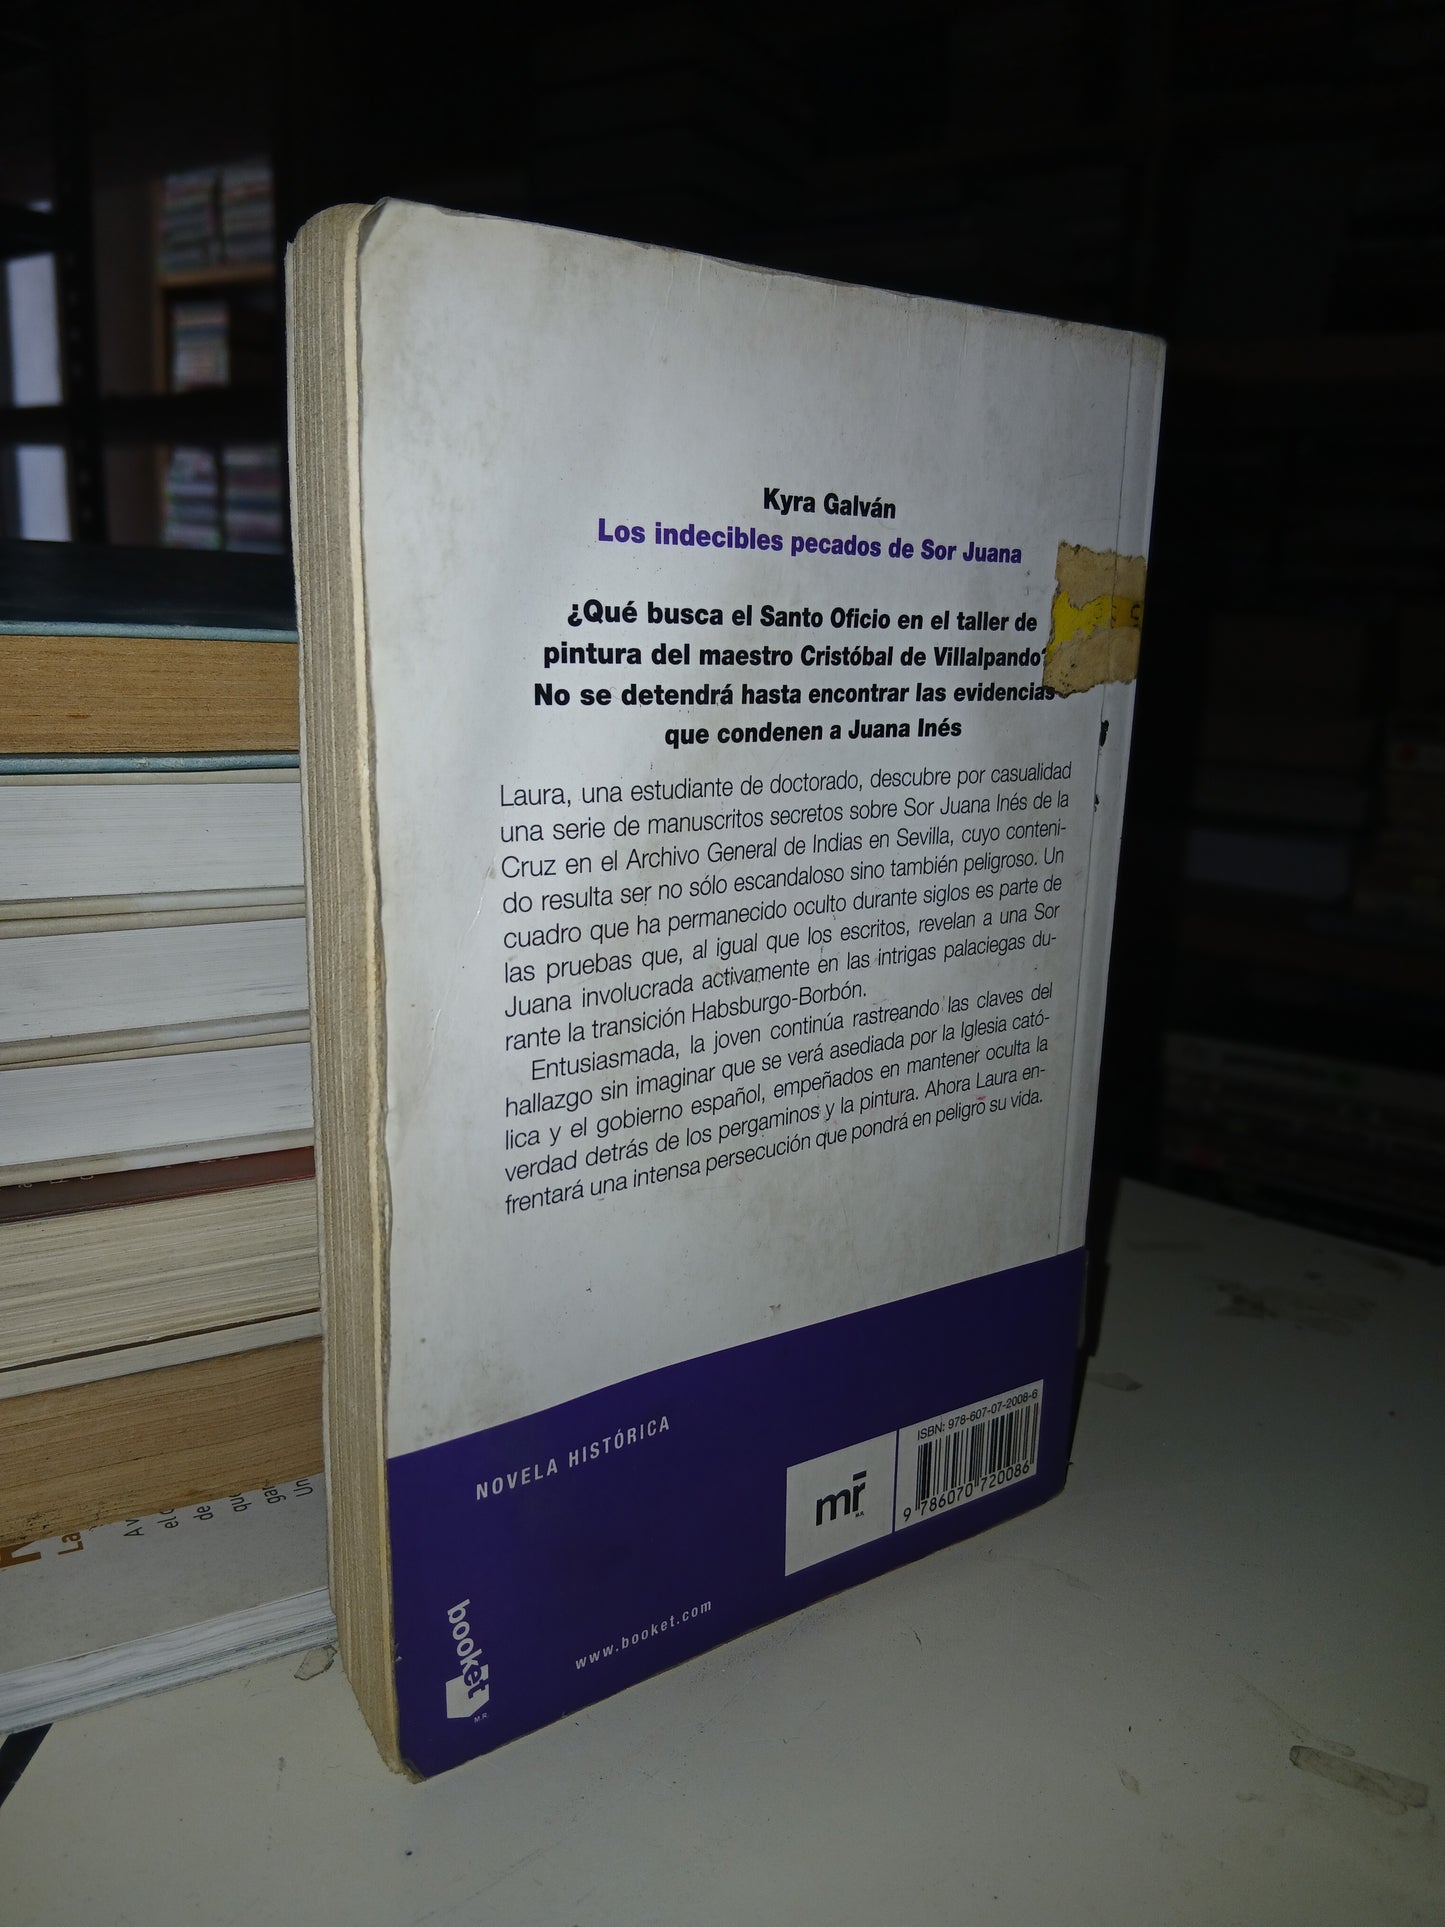 Kyra Galván
Los indecibles pecados de Sor Juana
¿Qué busca el Santo Oficio en el taller de
pintura del maestro Cristóbal de Villalpando?
No se detendrá hasta encontrar las evidencias
que condenen a Juana Inés
Laura, una estudiante de doctorado, descubre por casualidad
una serie de manuscritos secretos sobre Sor Juana Inés de la
Cruz en el Archivo General de Indias en Sevilla, cuyo conteni-
do resulta ser no sólo escandaloso sino también peligroso. Un
cuadro que ha permanecido oculto durante siglos es parte de
las pruebas que, al igual que los escritos, revelan a una Sor
Juana involucrada activamente en las intrigas palaciegas du-
rante la transición Habsburgo-Borbón.
Entusiasmada, la joven continúa rastreando las claves del
hallazgo sin imaginar que se verá asediada por la Iglesia cató-
lica y el gobierno español, empeñados en mantener oculta la
verdad detrás de los pergaminos y la pintura. Ahora Laura en-
frentará una intensa persecución que pondrá en peligro su vida.
NOVELA HISTÓRICA
mr
M.R.
ISBN: 978-607-07-2008-6
9 786070 720086
booket
M.R.
www.booket.com
La
A v
el c
de
que
ga
Un